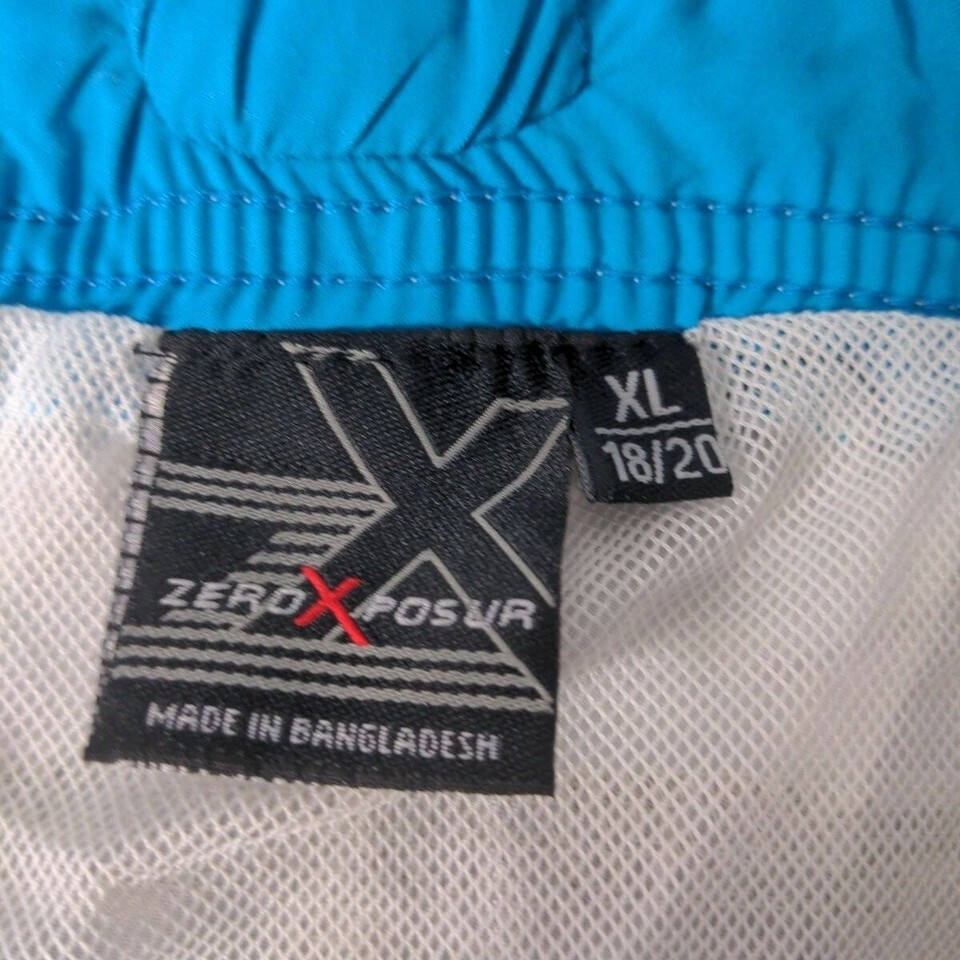 XL
18/20
ZEROXPOSUR
MADE IN BANGLADESH